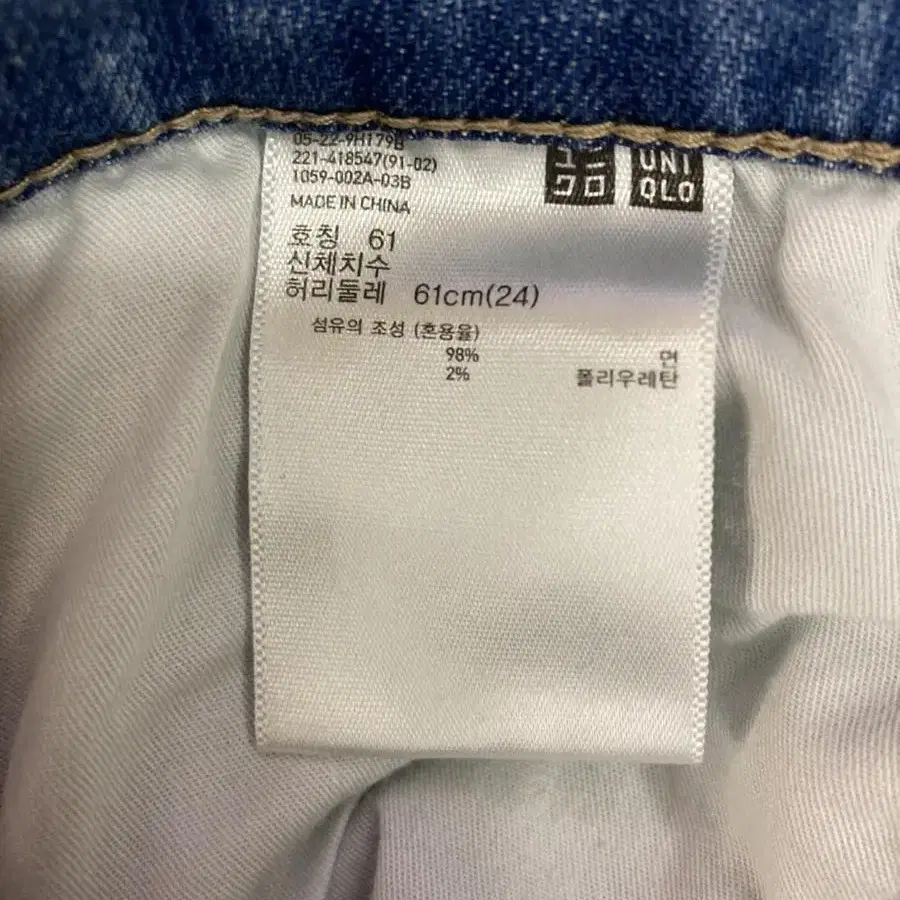 05-22-9H179B
221-418547(91-02)
1059-002A-03B
MADE IN CHINA
ユニ
クロ
UNI
QLO
호칭 61
신체치수
허리둘레 61cm(24)
섬유의 조성 (혼용율)
98% 면
2% 폴리우레탄